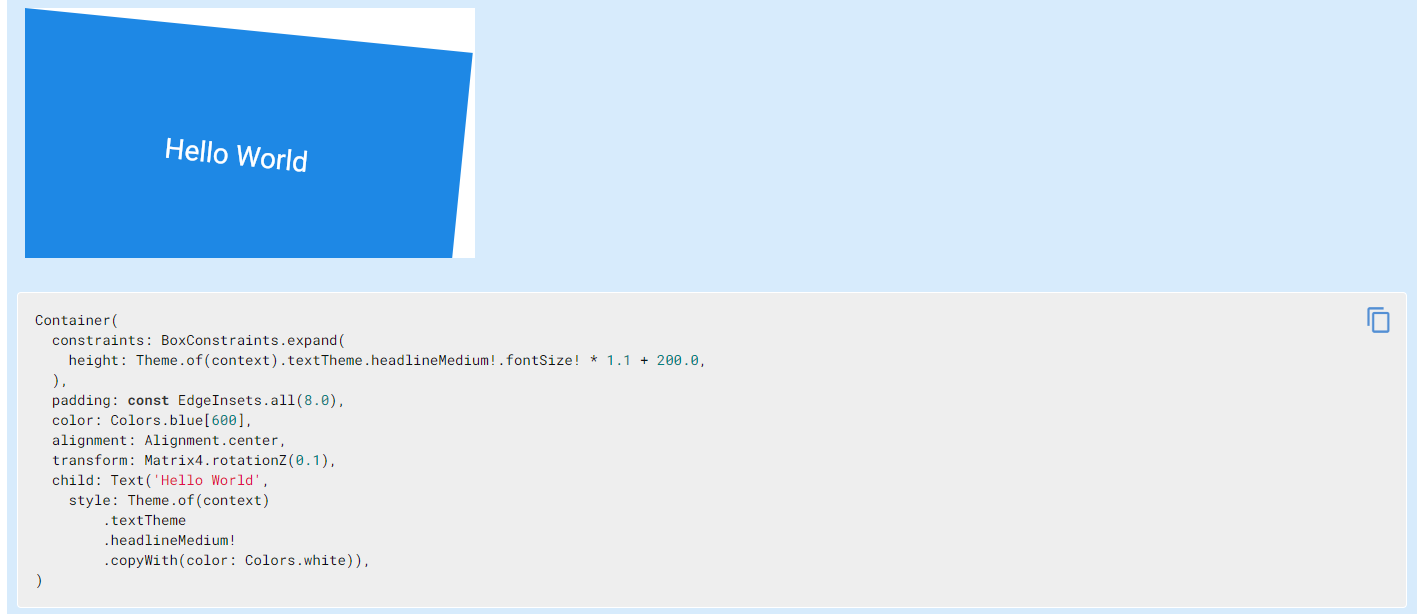 Hello World
Container(
  constraints: BoxConstraints.expand(
    height: Theme.of(context).textTheme.headlineMedium!.fontSize! * 1.1 + 200.0,
  ),
  padding: const EdgeInsets.all(8.0),
  color: Colors.blue[600],
  alignment: Alignment.center,
  transform: Matrix4.rotationZ(0.1),
  child: Text('Hello World',
    style: Theme.of(context)
        .textTheme
        .headlineMedium!
        .copyWith(color: Colors.white)),
)